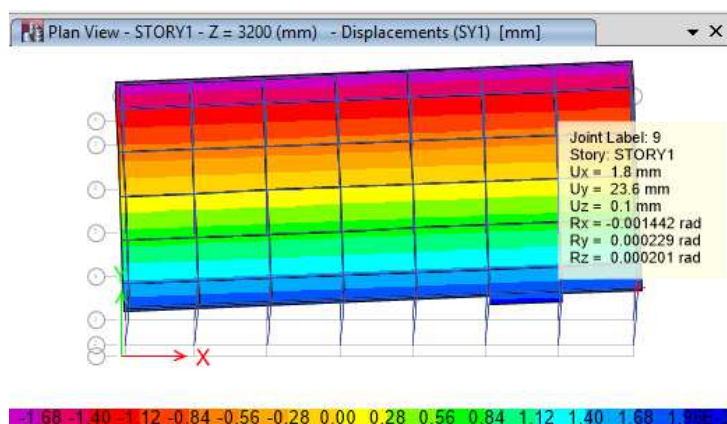 Plan View - STORY1 - Z = 3200 (mm) - Displacements (SY1) [mm]
Joint Label: 9
Story: STORY1
Ux = 1.8 mm
Uy = 23.6 mm
Uz = 0.1 mm
Rx = -0.001442 rad
Ry = 0.000229 rad
Rz = 0.000201 rad
Y
X
-1.68 -1.40 -1.12 -0.84 -0.56 -0.28 0.00 0.28 0.56 0.84 1.12 1.40 1.68